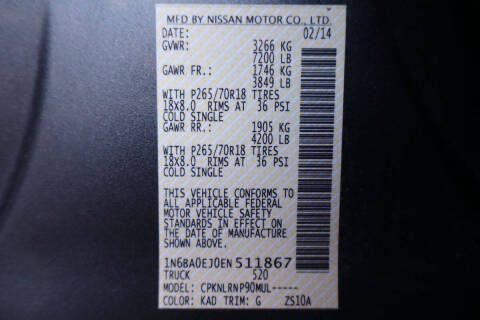 MFD BY NISSAN MOTOR CO., LTD.
DATE: 02/14
GVWR: 3266 KG
7200 LB
GAWR FR.: 1746 KG
3849 LB
WITH P265/70R18 TIRES
18X8.0 RIMS AT 36 PSI
COLD SINGLE
GAWR RR.: 1905 KG
4200 LB
WITH P265/70R18 TIRES
18X8.0 RIMS AT 36 PSI
COLD SINGLE
THIS VEHICLE CONFORMS TO
ALL APPLICABLE FEDERAL
MOTOR VEHICLE SAFETY
STANDARDS IN EFFECT ON
THE DATE OF MANUFACTURE
SHOWN ABOVE.
1N6BA0EJ0EN511867
TRUCK 520
MODEL: CPKNLRNP90MUL-----
COLOR: KAD TRIM: G ZS10A